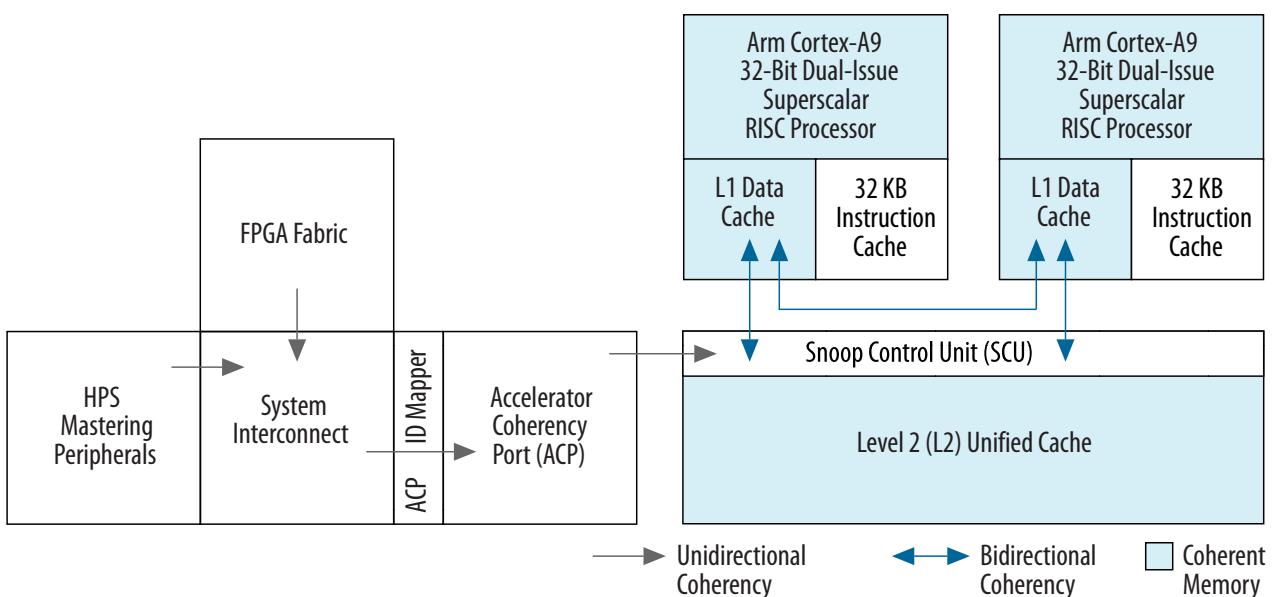 Arm Cortex-A9
32-Bit Dual-Issue
Superscalar
RISC Processor
Arm Cortex-A9
32-Bit Dual-Issue
Superscalar
RISC Processor
L1 Data
Cache
32 KB
Instruction
Cache
L1 Data
Cache
32 KB
Instruction
Cache
FPGA Fabric
HPS
Mastering
Peripherals
System
Interconnect
ACP ID Mapper
Accelerator
Coherency
Port (ACP)
Snoop Control Unit (SCU)
Level 2 (L2) Unified Cache
Unidirectional
Coherency
Bidirectional
Coherency
Coherent
Memory